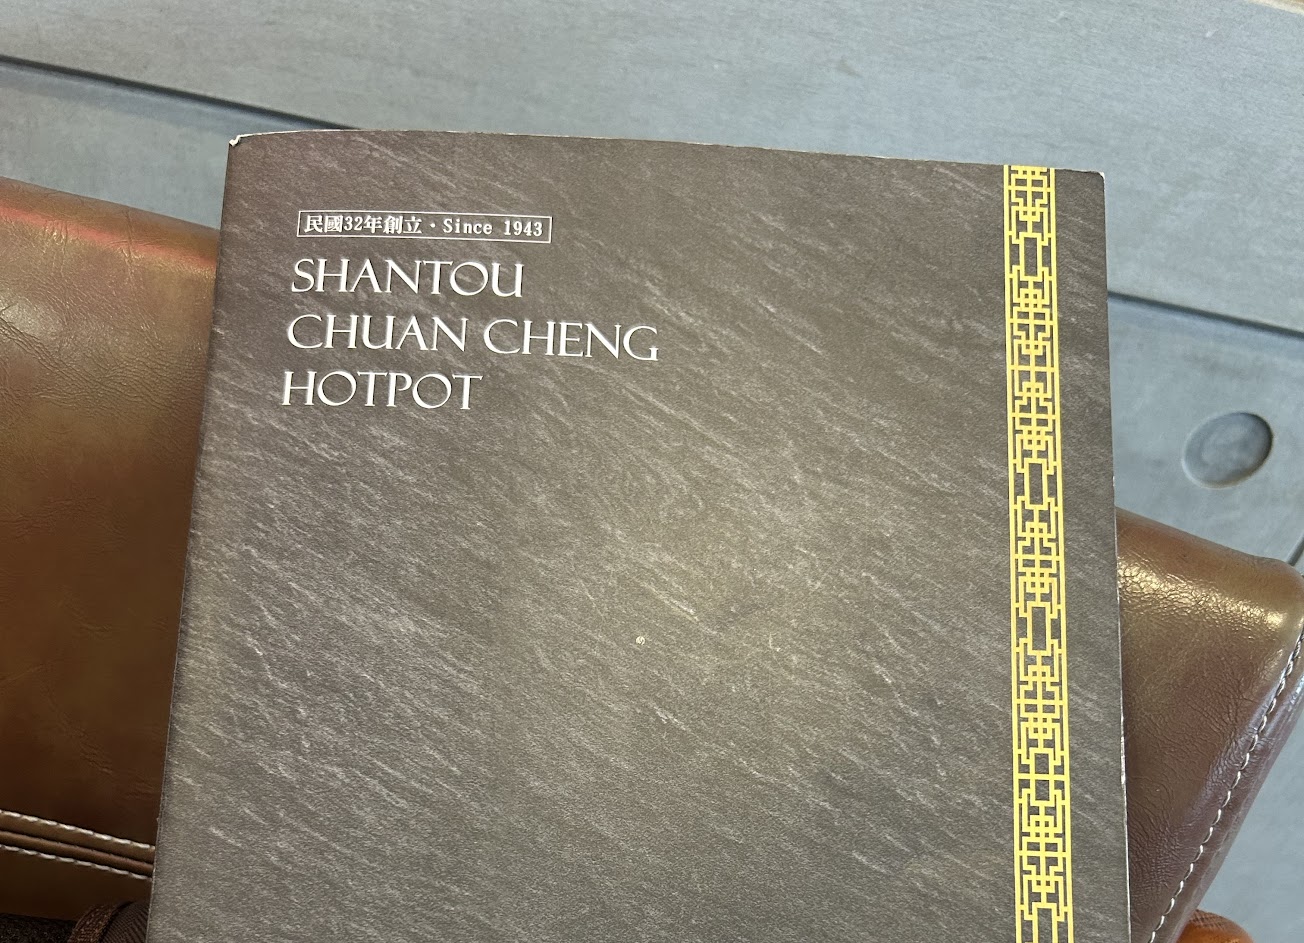 民國32年創立・Since 1943
SHANTOU
CHUAN CHENG
HOTPOT